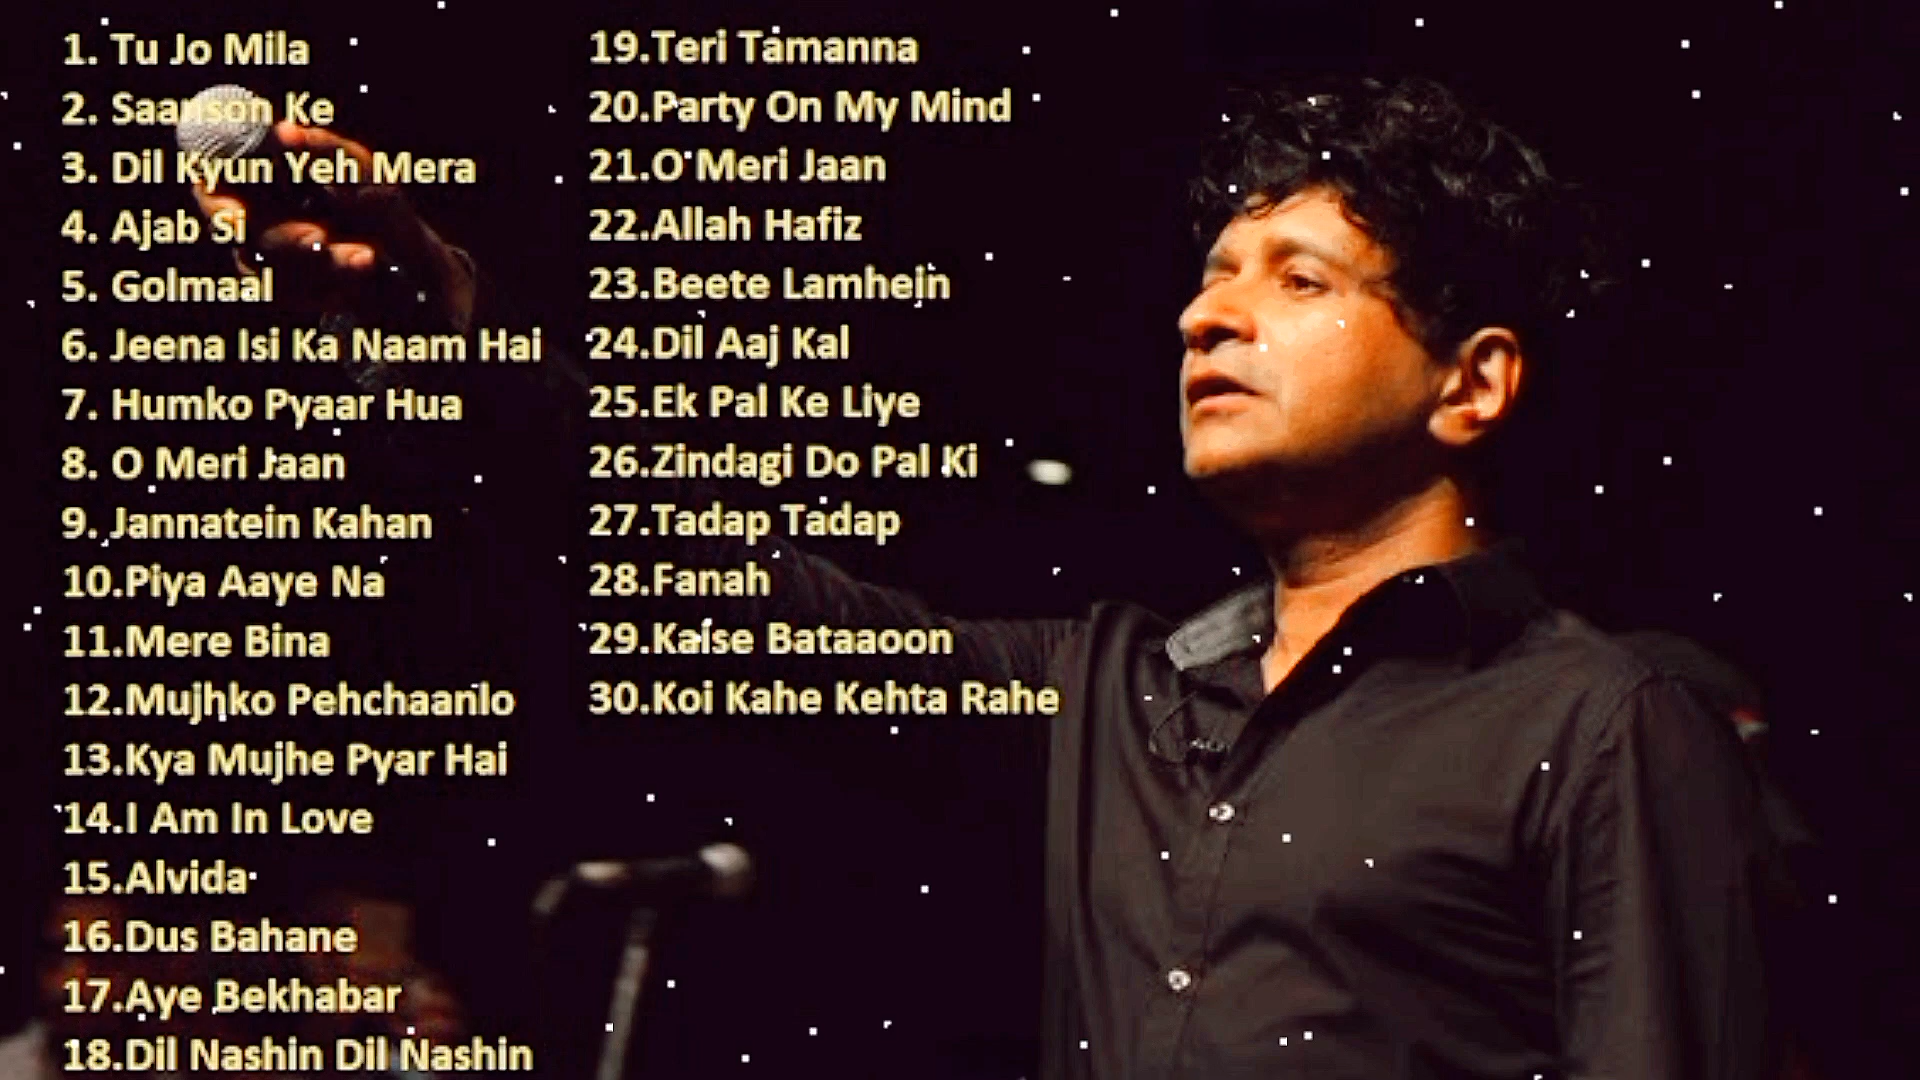 1. Tu Jo Mila
2. Saanson Ke
3. Dil Kyun Yeh Mera
4. Ajab Si
5. Golmaal
6. Jeena Isi Ka Naam Hai
7. Humko Pyaar Hua
8. O Meri Jaan
9. Jannatein Kahan
10.Piya Aaye Na
11.Mere Bina
12.Mujhko Pehchaanlo
13.Kya Mujhe Pyar Hai
14.I Am In Love
15.Alvida
16.Dus Bahane
17.Aye Bekhabar
18.Dil Nashin Dil Nashin
19.Teri Tamanna
20.Party On My Mind
21.O Meri Jaan
22.Allah Hafiz
23.Beete Lamhein
24.Dil Aaj Kal
25.Ek Pal Ke Liye
26.Zindagi Do Pal Ki
27.Tadap Tadap
28.Fanah
29.Kaise Bataaoon
30.Koi Kahe Kehta Rahe